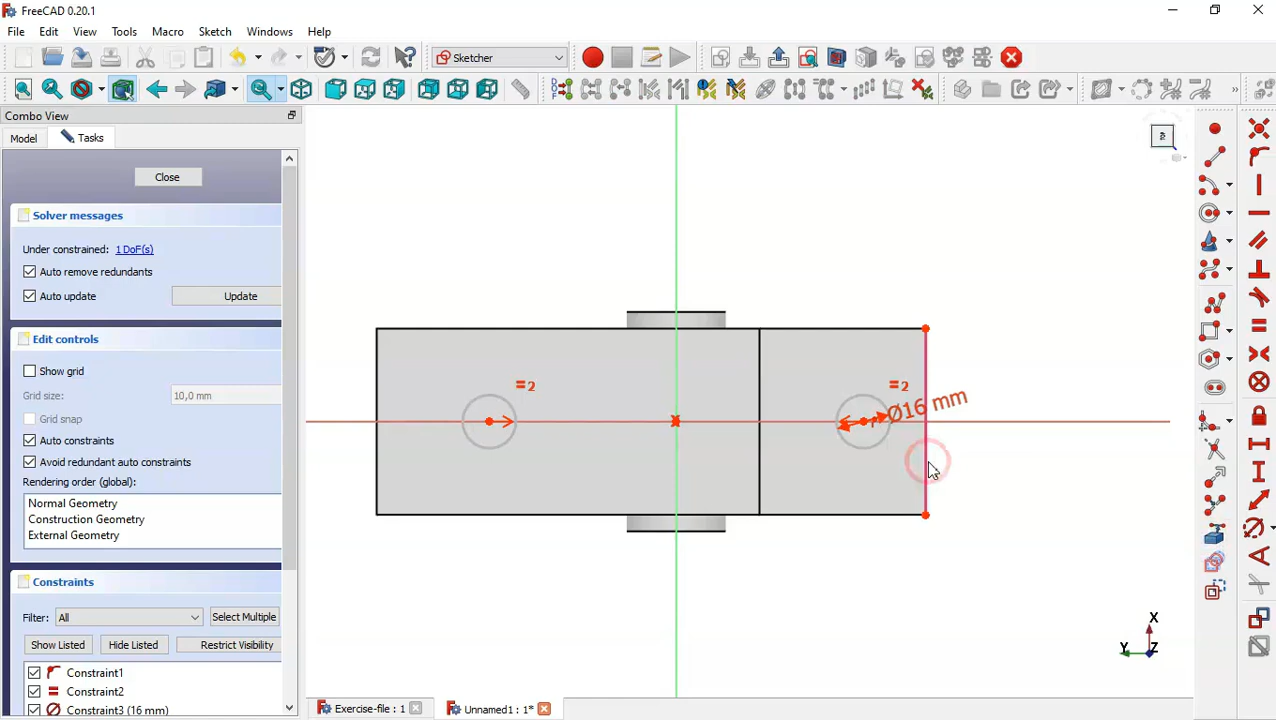 FreeCAD 0.20.1
File Edit View Tools Macro Sketch Windows Help
Sketcher
Combo View
Model Tasks
Close
Solver messages
Under constrained: 1 DoF(s)
Auto remove redundants
Auto update Update
Edit controls
Show grid
Grid size: 10,0 mm
Grid snap
Auto constraints
Avoid redundant auto constraints
Rendering order (global):
Normal Geometry
Construction Geometry
External Geometry
Constraints
Filter: All Select Multiple
Show Listed Hide Listed Restrict Visibility
Constraint1
Constraint2
Constraint3 (16 mm)
=2 =2
Ø16 mm
X
Y Z
Exercise-file : 1 Unnamed1 : 1*